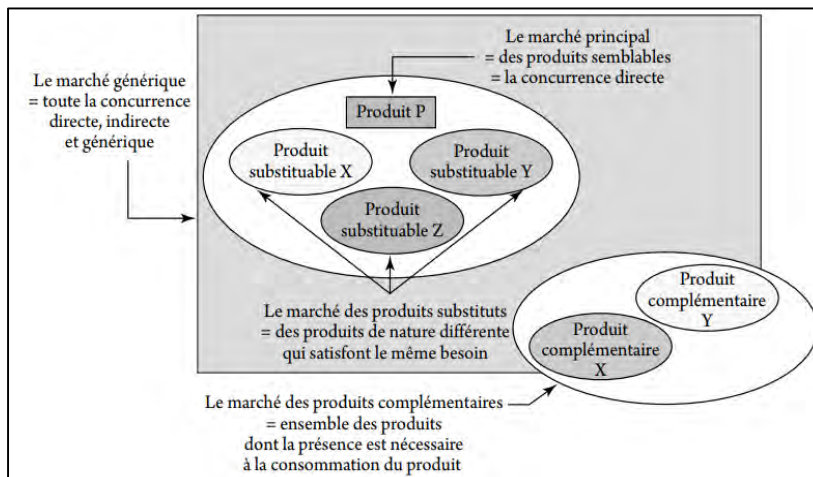 Le marché principal
= des produits semblables
= la concurrence directe
Le marché générique
= toute la concurrence
directe, indirecte
et générique
Produit P
Produit
substituable X
Produit
substituable Y
Produit
substituable Z
Le marché des produits substituts
= des produits de nature différente
qui satisfont le même besoin
Produit
complémentaire
Y
Produit
complémentaire
X
Le marché des produits complémentaires
= ensemble des produits
dont la présence est nécessaire
à la consommation du produit